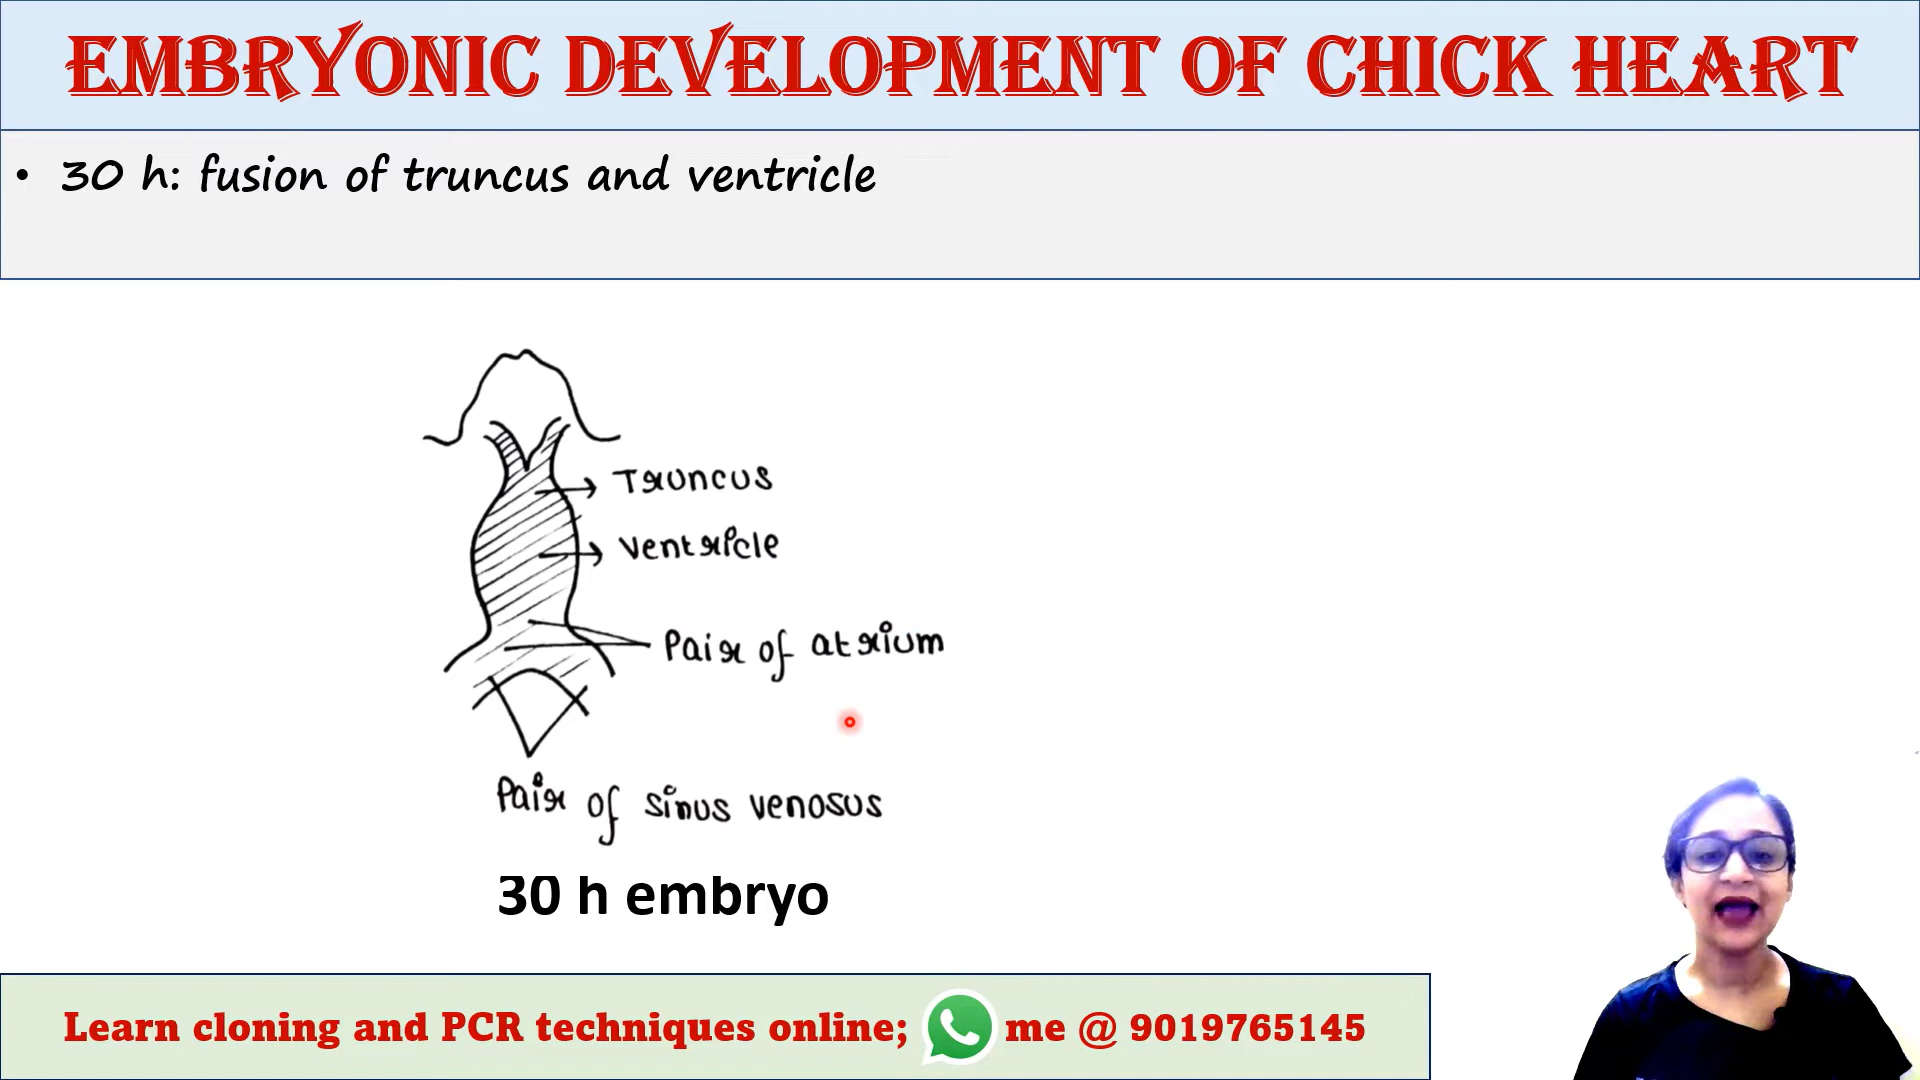 EMBRYONIC DEVELOPMENT OF CHICK HEART
• 30 h: fusion of truncus and ventricle
Truncus
Ventricle
Pair of atrium
Pair of sinus venosus
30 h embryo
Learn cloning and PCR techniques online; me @ 9019765145